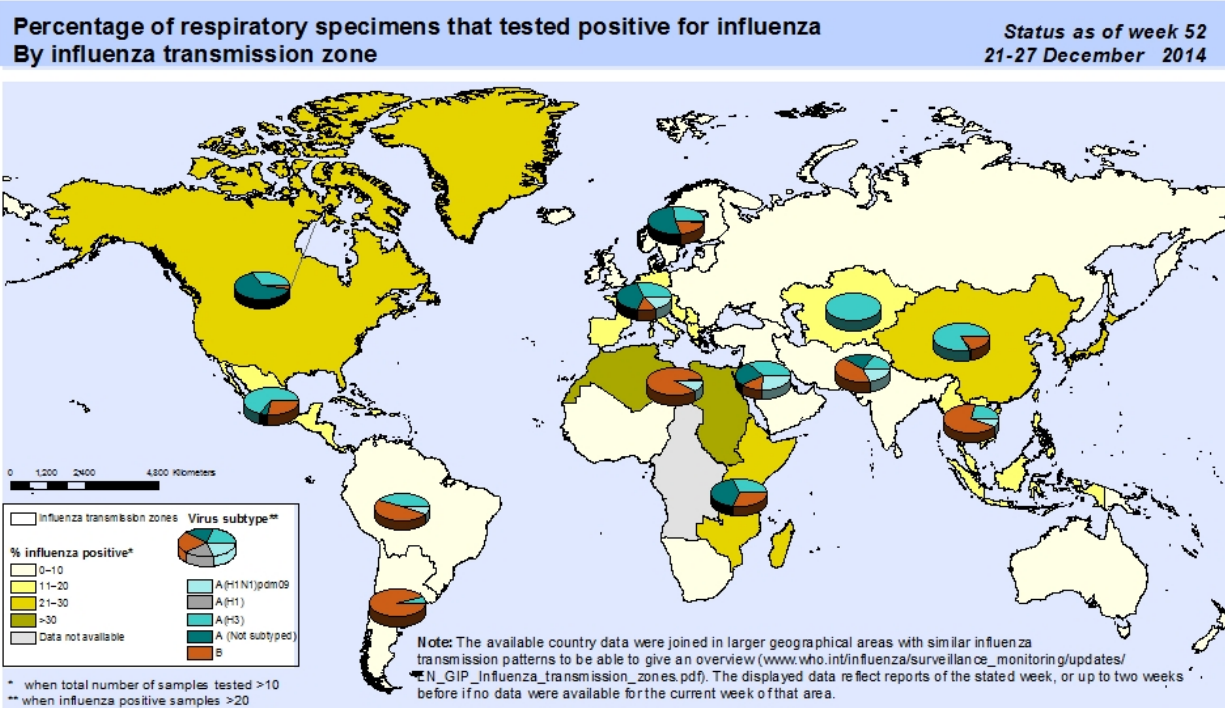 Percentage of respiratory specimens that tested positive for influenza
By influenza transmission zone
Status as of week 52
21-27 December 2014
0 1,200 2,400 4,800 Kilometers
Influenza transmission zones
Virus subtype**
% influenza positive*
0-10
11-20
21-30
>30
Data not available
A(H1N1)pdm09
A(H1)
A(H3)
A (Not subtyped)
B
* when total number of samples tested >10
** when influenza positive samples >20
Note: The available country data were joined in larger geographical areas with similar influenza
transmission patterns to be able to give an overview (www.who.int/influenza/surveillance_monitoring/updates/
EN_GIP_Influenza_transmission_zones.pdf). The displayed data reflect reports of the stated week, or up to two weeks
before if no data were available for the current week of that area.